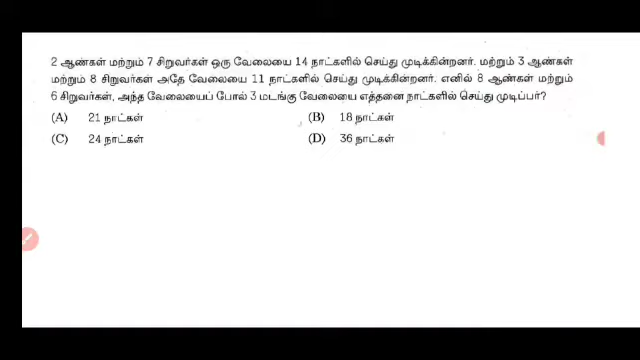 2 ஆண்கள் மற்றும் 7 சிறுவர்கள் ஒரு வேலையை 14 நாட்களில் செய்து முடிக்கின்றனர். மற்றும் 3 ஆண்கள்
மற்றும் 8 சிறுவர்கள் அதே வேலையை 11 நாட்களில் செய்து முடிக்கின்றனர். எனில் 8 ஆண்கள் மற்றும்
6 சிறுவர்கள், அந்த வேலையைப் போல் 3 மடங்கு வேலையை எத்தனை நாட்களில் செய்து முடிப்பர்?
(A) 21 நாட்கள் (B) 18 நாட்கள்
(C) 24 நாட்கள் (D) 36 நாட்கள்